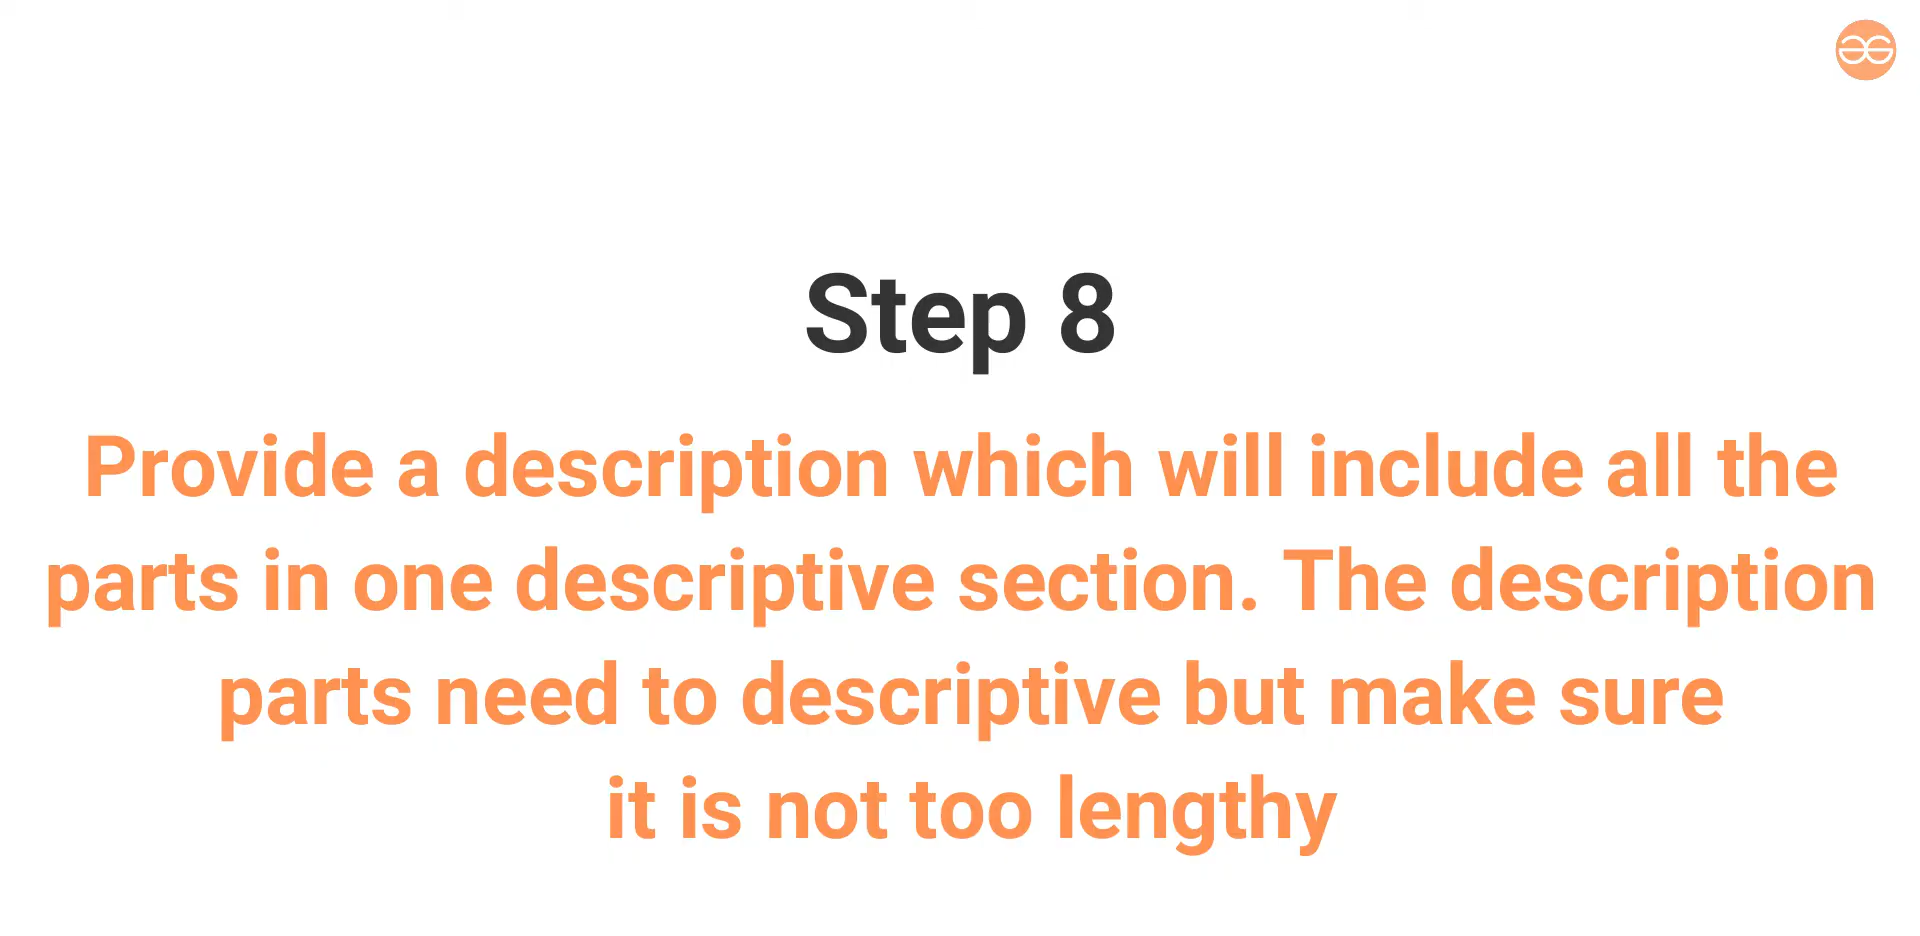 Step 8
Provide a description which will include all the
parts in one descriptive section. The description
parts need to descriptive but make sure
it is not too lengthy